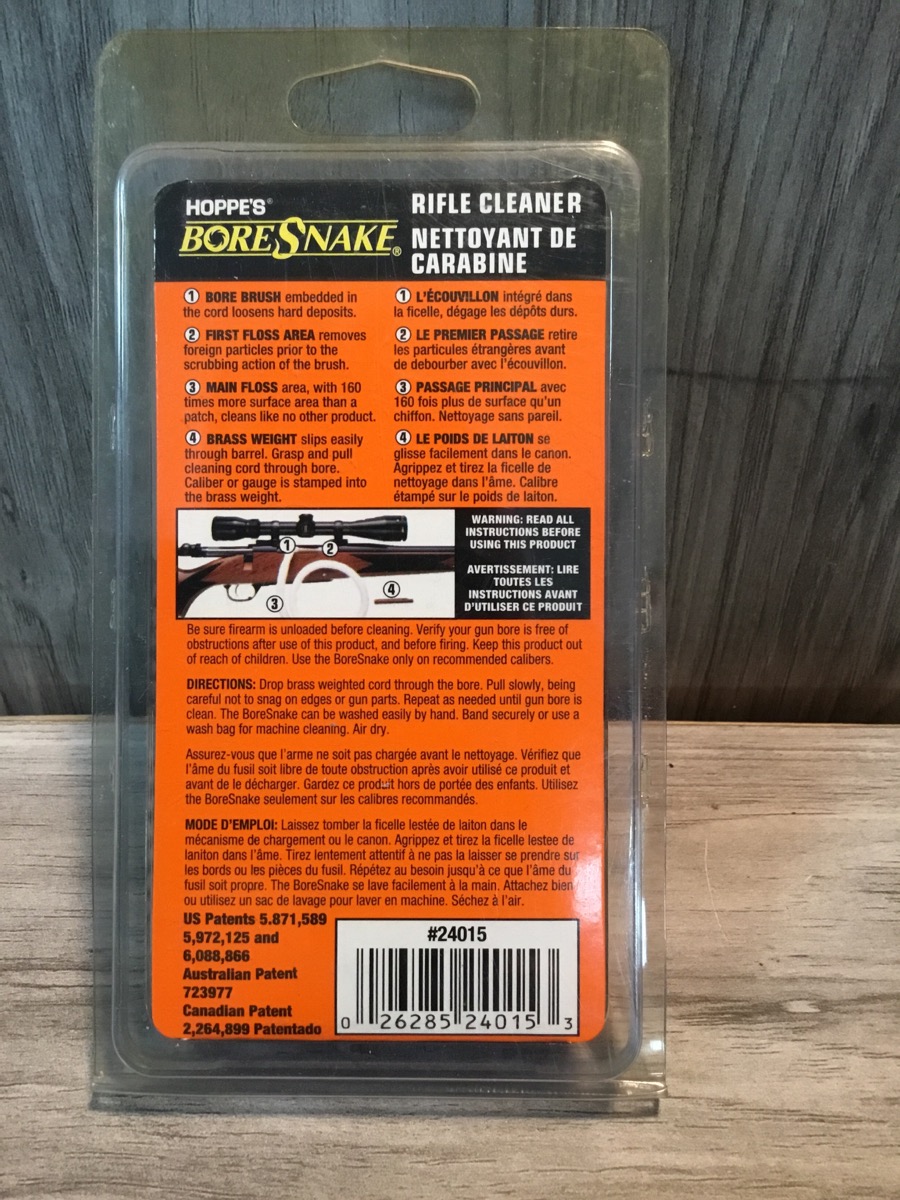 HOPPE'S®
BORESNAKE®
RIFLE CLEANER
NETTOYANT DE
CARABINE
① BORE BRUSH embedded in
the cord loosens hard deposits.
② FIRST FLOSS AREA removes
foreign particles prior to the
scrubbing action of the brush.
③ MAIN FLOSS area, with 160
times more surface area than a
patch, cleans like no other product.
④ BRASS WEIGHT slips easily
through barrel. Grasp and pull
cleaning cord through bore.
Caliber or gauge is stamped into
the brass weight.
① L'ÉCOUVILLON intégré dans
la ficelle, dégage les dépôts durs.
② LE PREMIER PASSAGE retire
les particules étrangères avant
de debourber avec l'écouvillon.
③ PASSAGE PRINCIPAL avec
160 fois plus de surface qu'un
chiffon. Nettoyage sans pareil.
④ LE POIDS DE LAITON se
glisse facilement dans le canon.
Agrippez et tirez la ficelle de
nettoyage dans l'âme. Calibre
étampé sur le poids de laiton.
①
②
③
④
WARNING: READ ALL
INSTRUCTIONS BEFORE
USING THIS PRODUCT
AVERTISSEMENT: LIRE
TOUTES LES
INSTRUCTIONS AVANT
D'UTILISER CE PRODUIT
Be sure firearm is unloaded before cleaning. Verify your gun bore is free of
obstructions after use of this product, and before firing. Keep this product out
of reach of children. Use the BoreSnake only on recommended calibers.
DIRECTIONS: Drop brass weighted cord through the bore. Pull slowly, being
careful not to snag on edges or gun parts. Repeat as needed until gun bore is
clean. The BoreSnake can be washed easily by hand. Band securely or use a
wash bag for machine cleaning. Air dry.
Assurez-vous que l'arme ne soit pas chargée avant le nettoyage. Vérifiez que
l'âme du fusil soit libre de toute obstruction après avoir utilisé ce produit et
avant de le décharger. Gardez ce produit hors de portée des enfants. Utilisez
the BoreSnake seulement sur les calibres recommandés.
MODE D'EMPLOI: Laissez tomber la ficelle lestée de laiton dans le
mécanisme de chargement ou le canon. Agrippez et tirez la ficelle lestee de
laniton dans l'âme. Tirez lentement attentif à ne pas la laisser se prendre sur
les bords ou les pièces du fusil. Répétez au besoin jusqu'à ce que l'âme du
fusil soit propre. The BoreSnake se lave facilement à la main. Attachez bien
ou utilisez un sac de lavage pour laver en machine. Séchez à l'air.
US Patents 5.871,589
5,972,125 and
6,088,866
Australian Patent
723977
Canadian Patent
2,264,899 Patentado
#24015
0 26285 24015 3